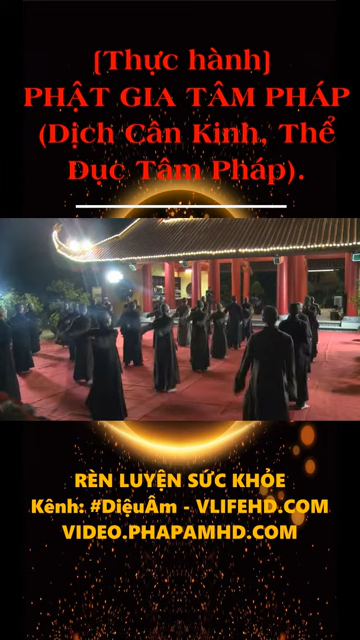 [Thực hành]
PHẬT GIA TÂM PHÁP
(Dịch Cân Kinh, Thể
Dục Tâm Pháp).
RÈN LUYỆN SỨC KHỎE
Kênh: #DiệuÂm - VLIFEHD.COM
VIDEO.PHAPAMHD.COM